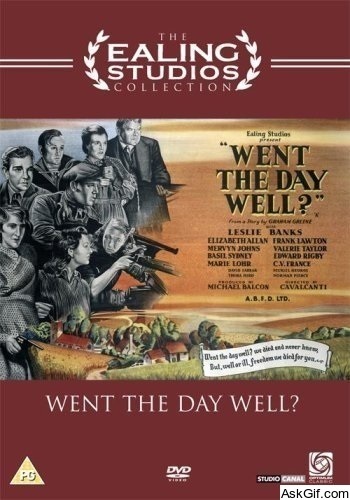 THE
EALING
STUDIOS
COLLECTION
Ealing Studios
present
"WENT
THE DAY
WELL?"
From a Story by GRAHAM GREENE
with
LESLIE BANKS
ELIZABETH ALLAN FRANK LAWTON
MERVYN JOHNS VALERIE TAYLOR
BASIL SYDNEY EDWARD RIGBY
MARIE LOHR C.V. FRANCE
PRODUCED BY DIRECTED BY
MICHAEL BALCON CAVALCANTI
A.B.F.D. LTD.
Went the day well? we died and never knew,
But, well or ill, freedom we died for you....
WENT THE DAY WELL?
PG
DVD
VIDEO
STUDIO CANAL
OPTIMUM
CLASSIC
AskGif.com